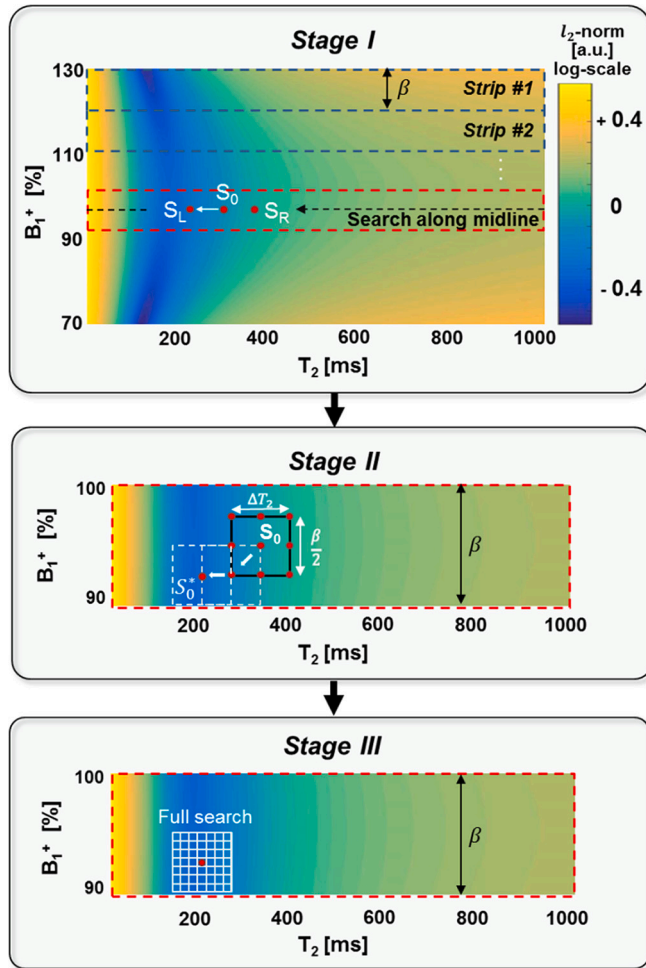 Stage I
l₂-norm
[a.u.]
log-scale
130
β
Strip #1
+ 0.4
Strip #2
110
B₁⁺ [%]
S_L
S₀
S_R
0
90
Search along midline
- 0.4
70
200 400 600 800 1000
T₂ [ms]
Stage II
100
ΔT₂
S₀
B₁⁺ [%]
β/2
β
S₀*
90
200 400 600 800 1000
T₂ [ms]
Stage III
100
Full search
B₁⁺ [%]
β
90
200 400 600 800 1000
T₂ [ms]